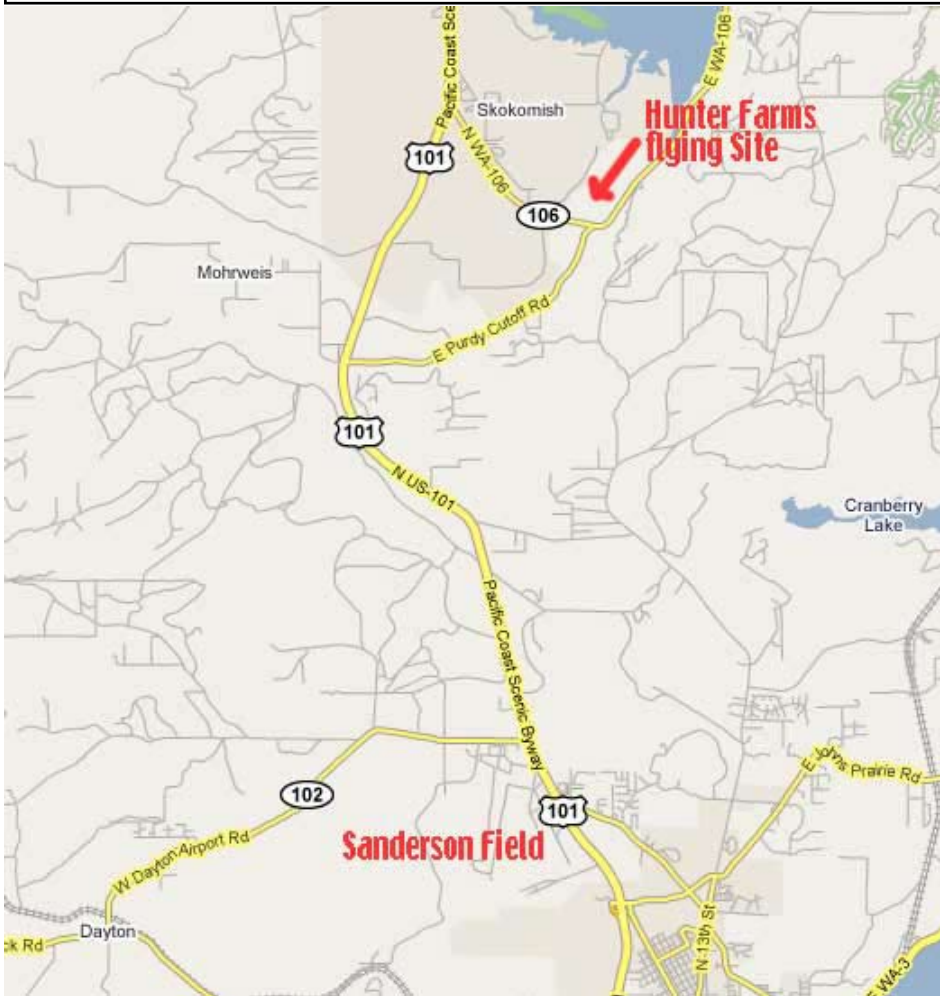 Pacific Coast Sce
E WA-106
Skokomish
Hunter Farms
flying Site
101
N WA-106
106
Mohrweis
E Purdy Cutoff Rd
101
N US-101
Cranberry
Lake
Pacific Coast Scenic Byway
E Johns Prairie Rd
102
101
Sanderson Field
W Dayton Airport Rd
N 13th St
Dayton
ck Rd
E WA-3